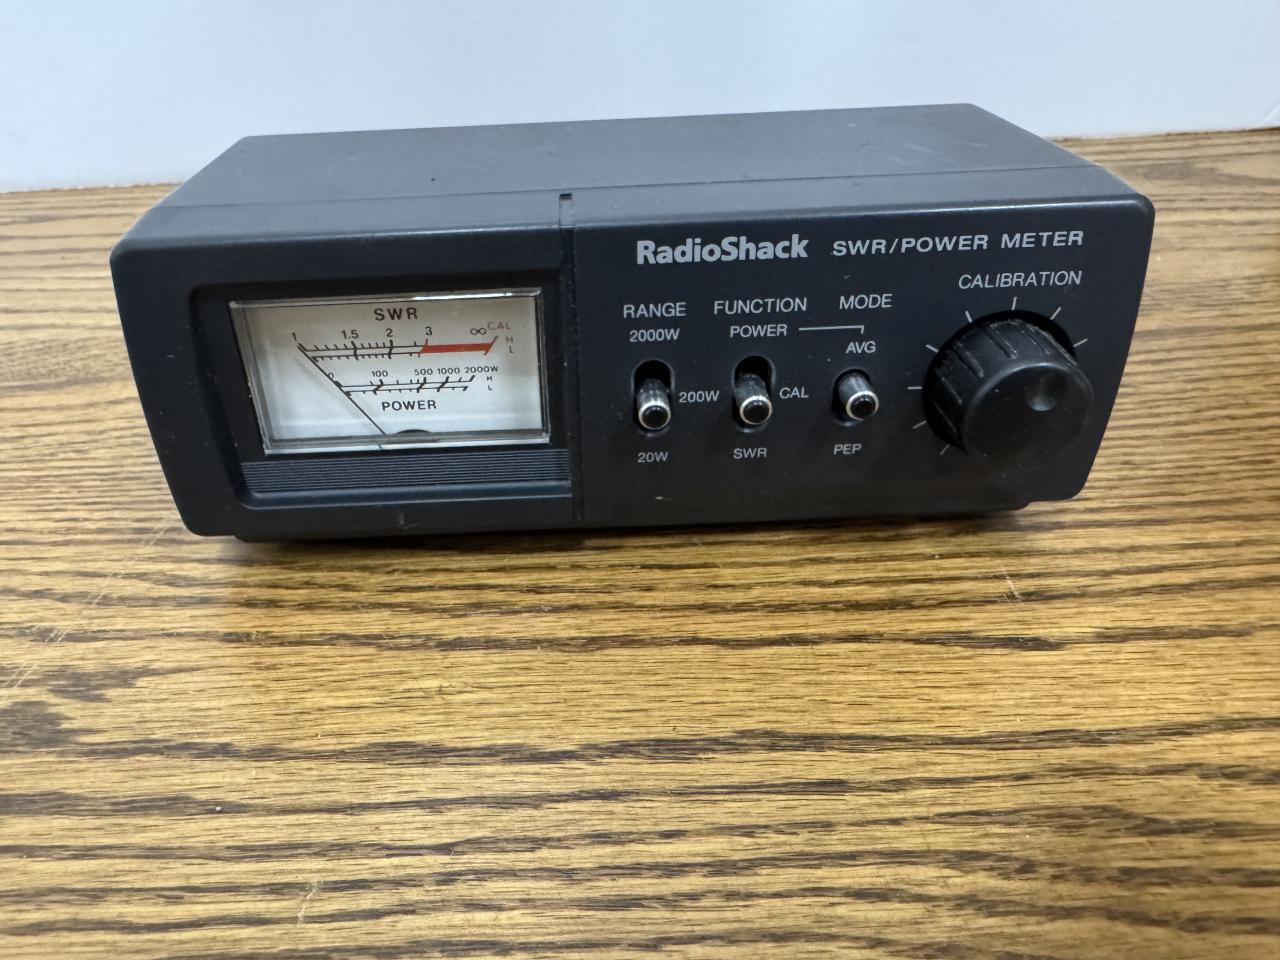 RadioShack SWR/POWER METER
CALIBRATION
RANGE FUNCTION MODE
2000W POWER
AVG
200W CAL
20W SWR PEP
SWR
1 1.5 2 3 ∞ CAL
H
L
0 100 500 1000 2000W
H
L
POWER